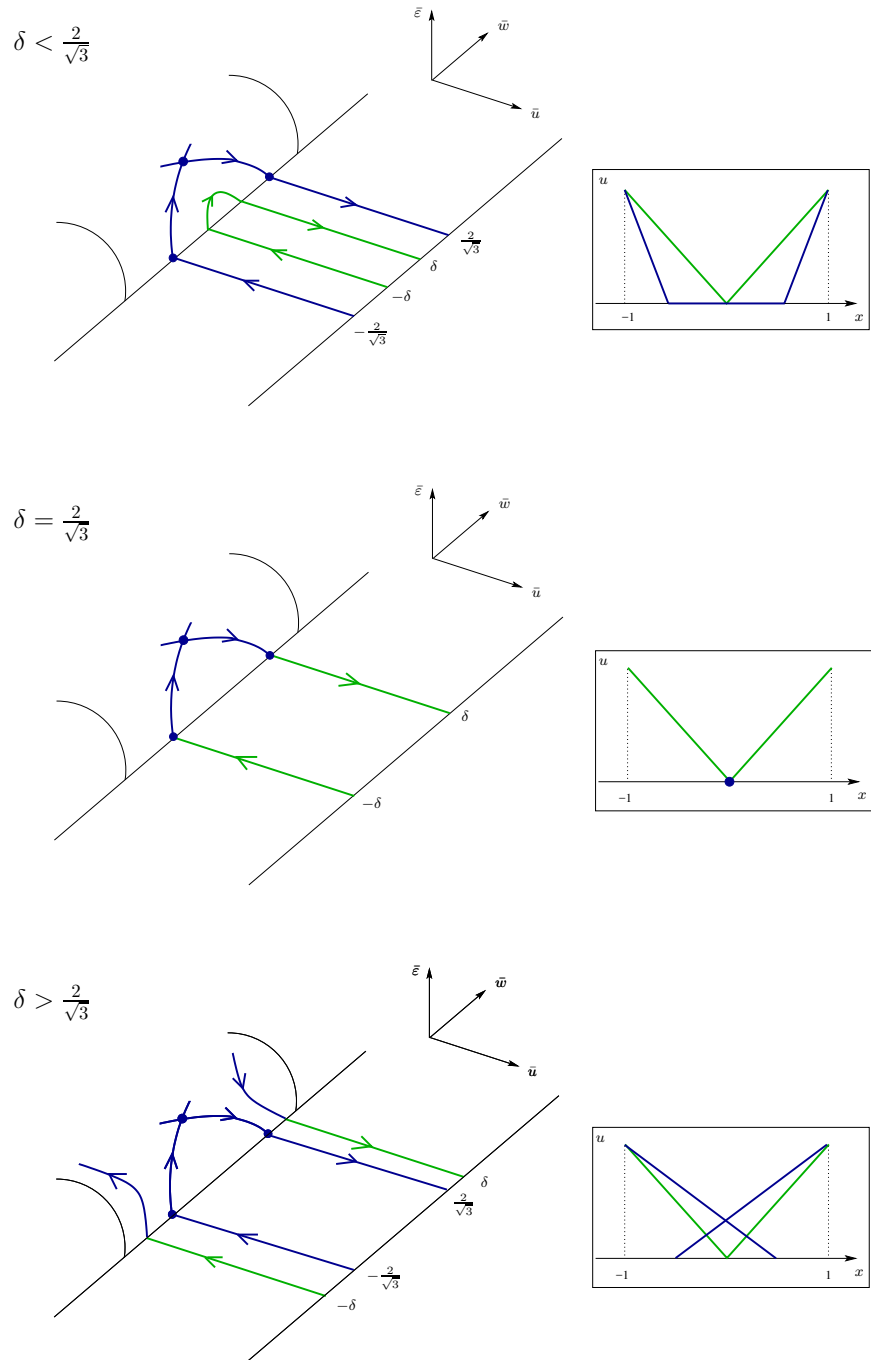 δ < 2/√3
ε̄
w̄
ū
2/√3
δ
−δ
−2/√3
u
−1
1
x
δ = 2/√3
ε̄
w̄
ū
δ
−δ
u
−1
1
x
δ > 2/√3
ε̄
w̄
ū
δ
2/√3
−2/√3
−δ
u
−1
1
x